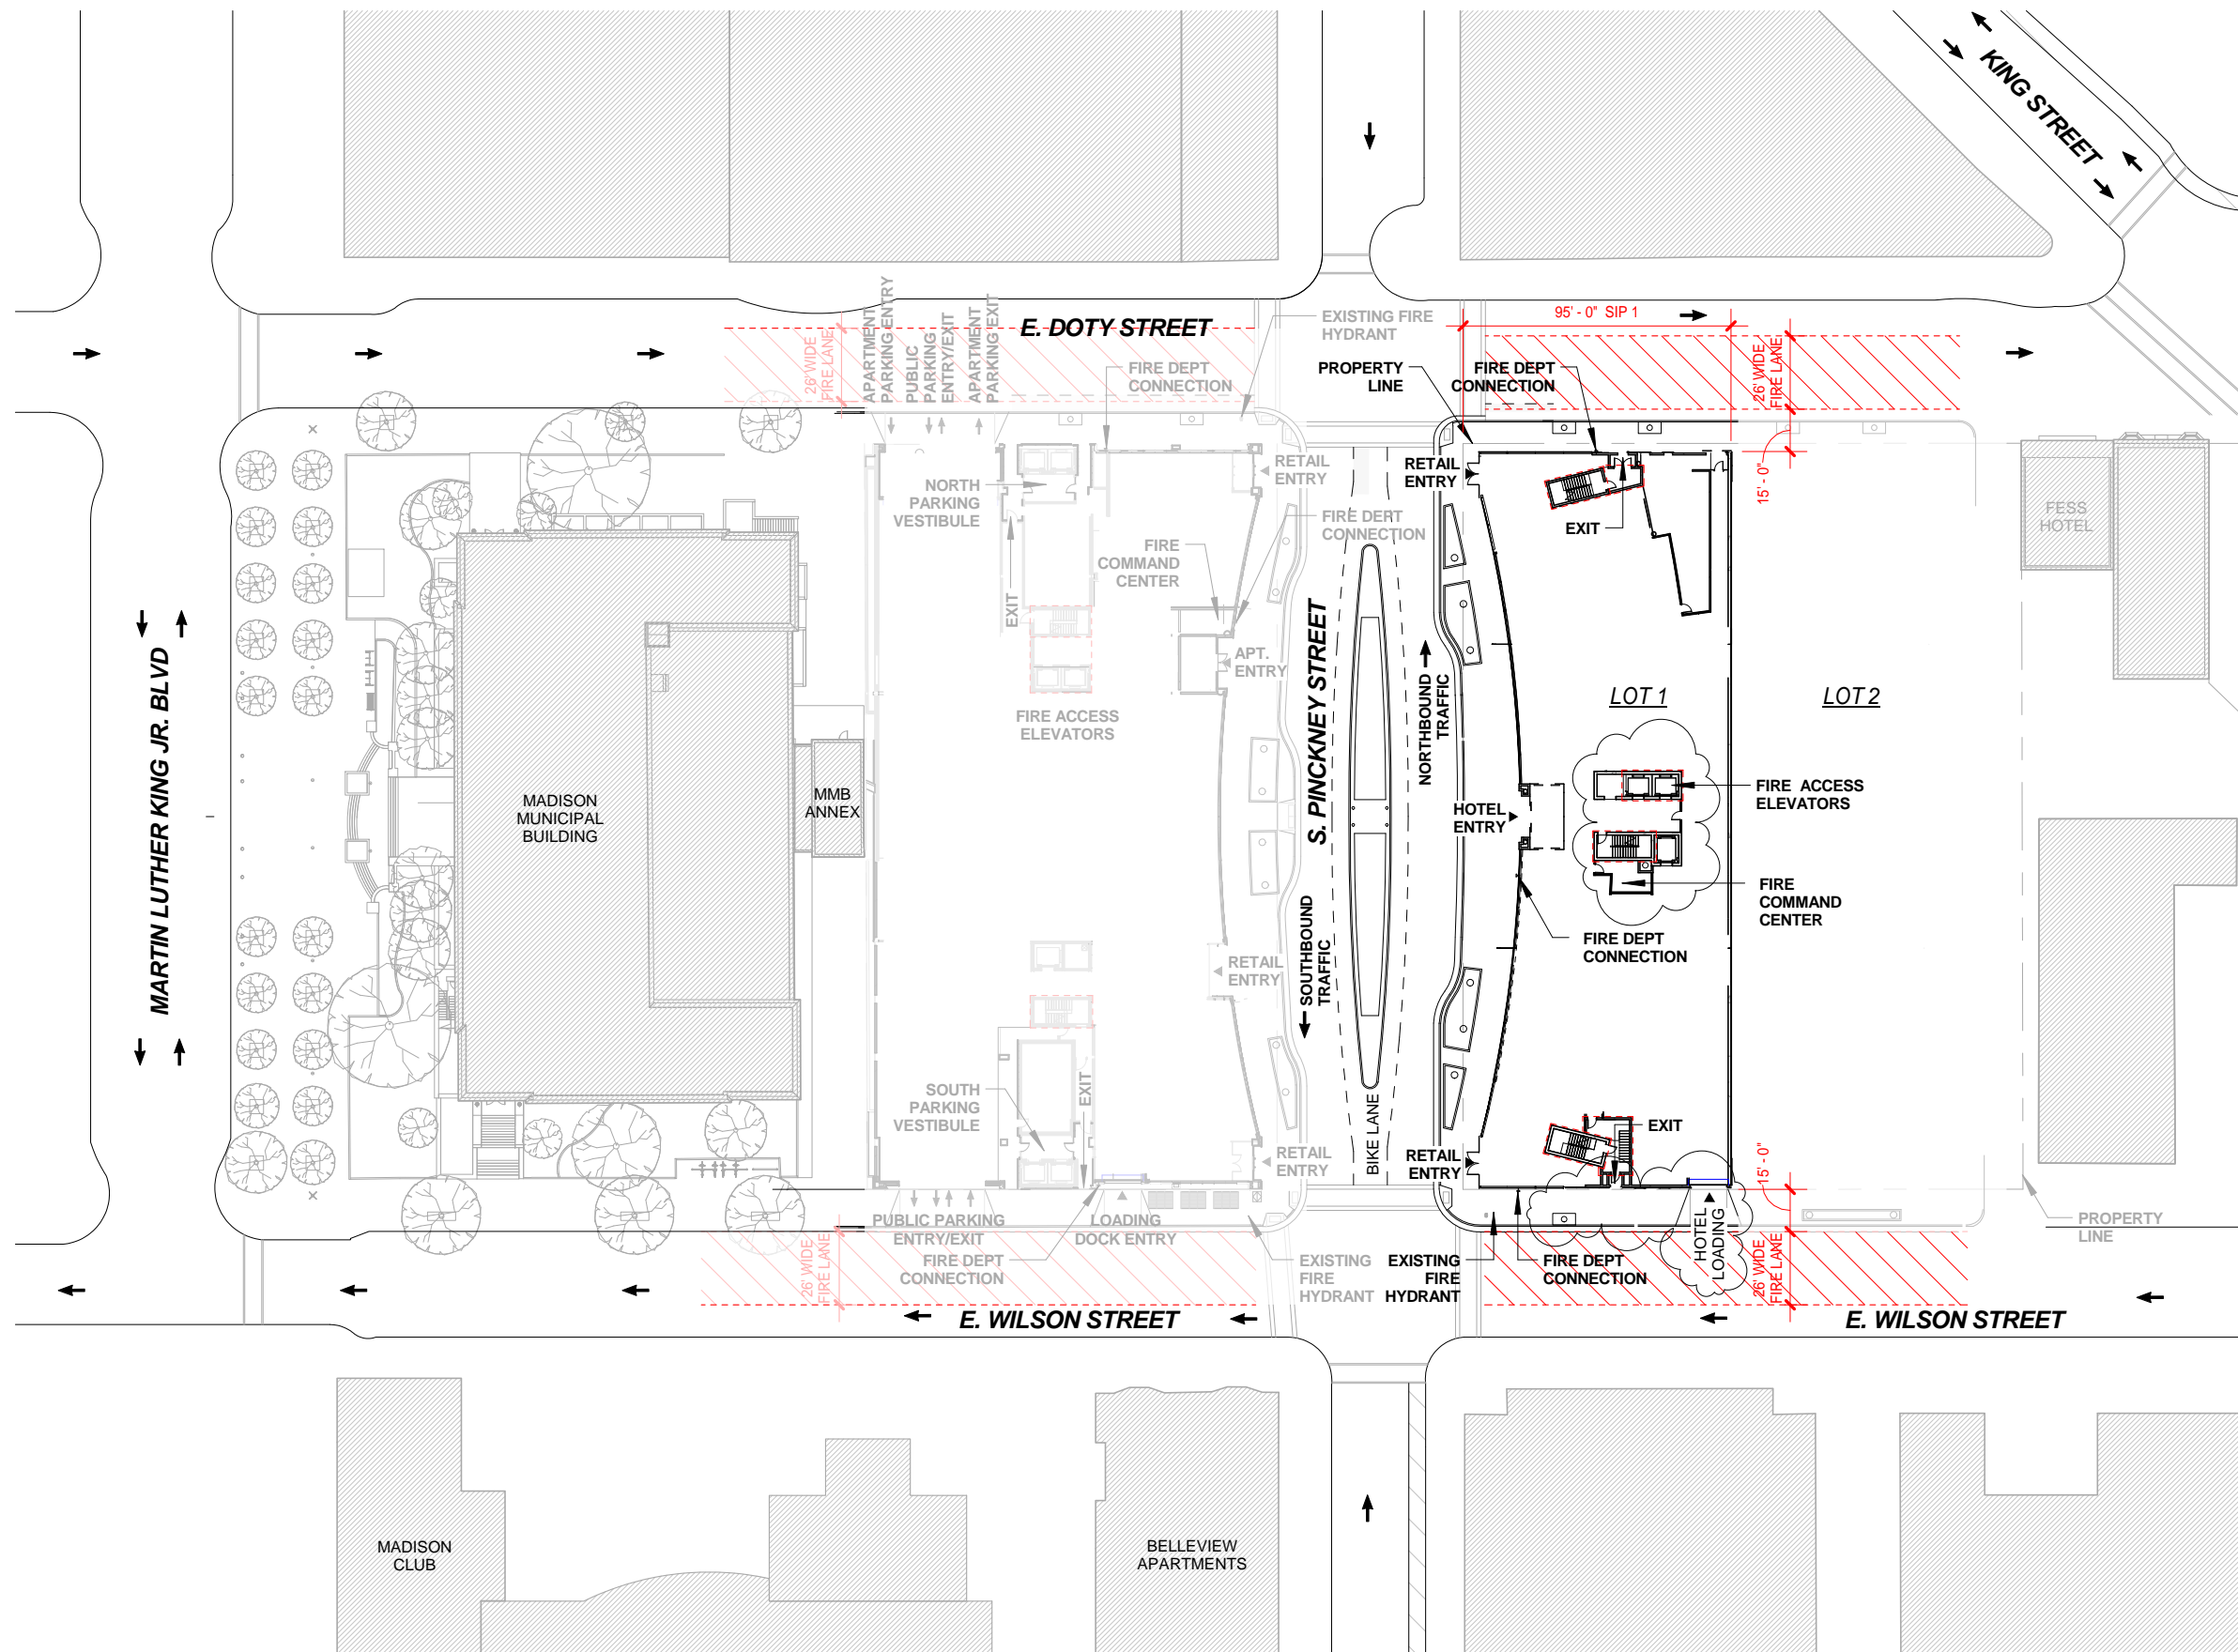 KING STREET
E. DOTY STREET
95' - 0" SIP 1
EXISTING FIRE
HYDRANT
26' WIDE
FIRE LANE
APARTMENT
PARKING ENTRY
PUBLIC
PARKING
ENTRY/EXIT
APARTMENT
PARKING EXIT
FIRE DEPT
CONNECTION
PROPERTY
LINE
FIRE DEPT
CONNECTION
26' WIDE
FIRE LANE
15' - 0"
NORTH
PARKING
VESTIBULE
RETAIL
ENTRY
RETAIL
ENTRY
EXIT
FESS
HOTEL
EXIT
FIRE
COMMAND
CENTER
FIRE DEPT
CONNECTION
APT.
ENTRY
FIRE ACCESS
ELEVATORS
MARTIN LUTHER KING JR. BLVD
MADISON
MUNICIPAL
BUILDING
MMB
ANNEX
S. PINCKNEY STREET
NORTHBOUND
TRAFFIC
LOT 1
LOT 2
HOTEL
ENTRY
FIRE ACCESS
ELEVATORS
FIRE
COMMAND
CENTER
FIRE DEPT
CONNECTION
RETAIL
ENTRY
SOUTHBOUND
TRAFFIC
SOUTH
PARKING
VESTIBULE
EXIT
BIKE LANE
RETAIL
ENTRY
RETAIL
ENTRY
EXIT
15' - 0"
PUBLIC PARKING
ENTRY/EXIT
LOADING
DOCK ENTRY
FIRE DEPT
CONNECTION
26' WIDE
FIRE LANE
EXISTING
FIRE
HYDRANT
EXISTING
FIRE
HYDRANT
FIRE DEPT
CONNECTION
HOTEL
LOADING
26' WIDE
FIRE LANE
PROPERTY
LINE
E. WILSON STREET
E. WILSON STREET
MADISON
CLUB
BELLEVIEW
APARTMENTS